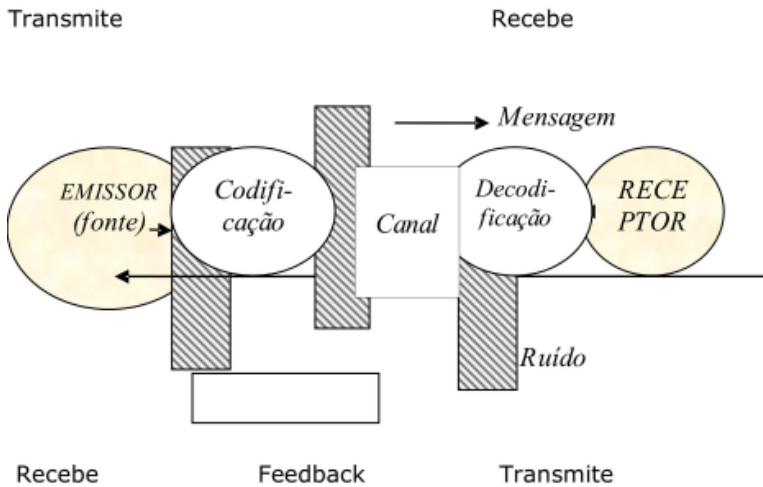 Transmite
Recebe
Mensagem
EMISSOR
(fonte)
Codifi-
cação
Canal
Decodi-
ficação
RECE
PTOR
Ruído
Recebe
Feedback
Transmite